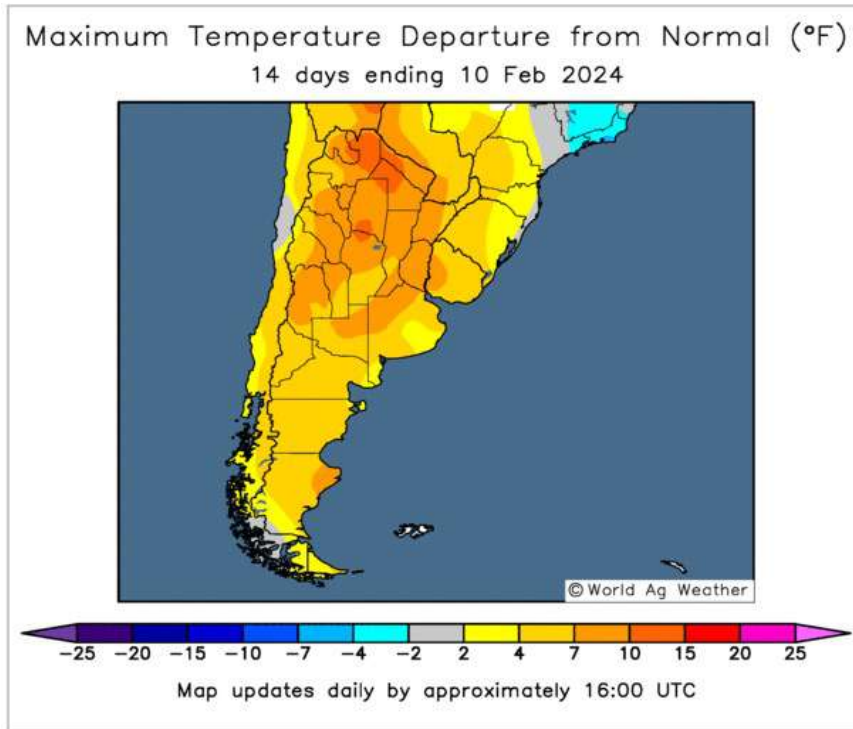 Maximum Temperature Departure from Normal (°F)
14 days ending 10 Feb 2024
© World Ag Weather
-25 -20 -15 -10 -7 -4 -2 2 4 7 10 15 20 25
Map updates daily by approximately 16:00 UTC